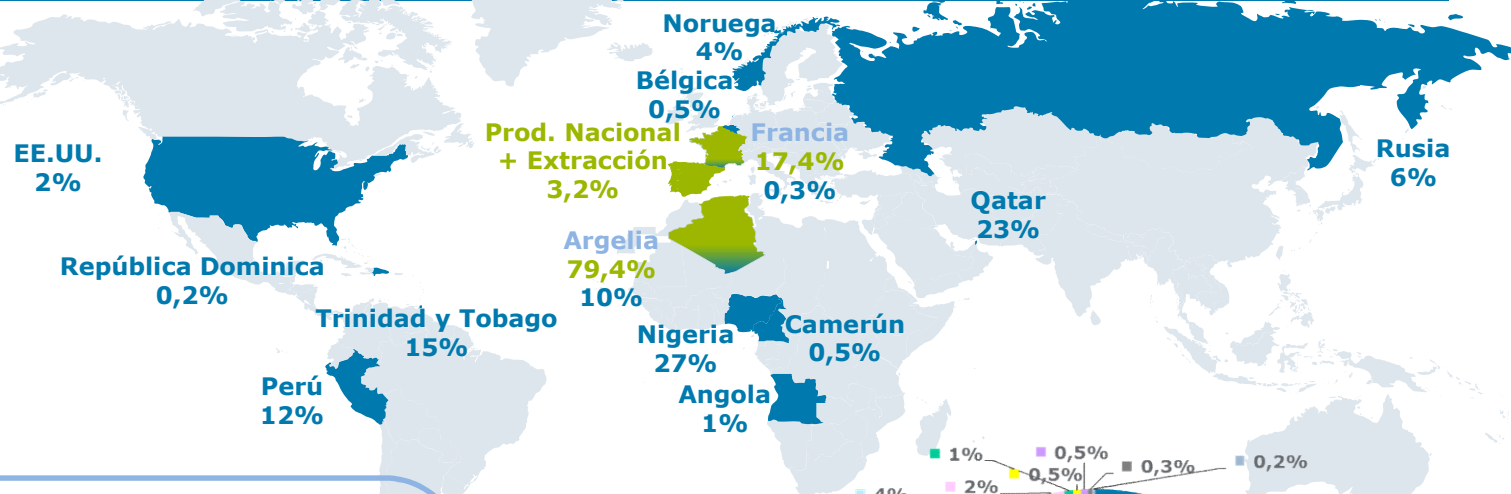 Noruega
4%
Bélgica
0,5%
Prod. Nacional
+ Extracción
3,2%
Francia
17,4%
0,3%
EE.UU.
2%
Rusia
6%
Qatar
23%
Argelia
79,4%
10%
República Dominica
0,2%
Trinidad y Tobago
15%
Nigeria
27%
Camerún
0,5%
Perú
12%
Angola
1%
1%
0,5%
0,5%
0,3%
0,2%
2%
4%